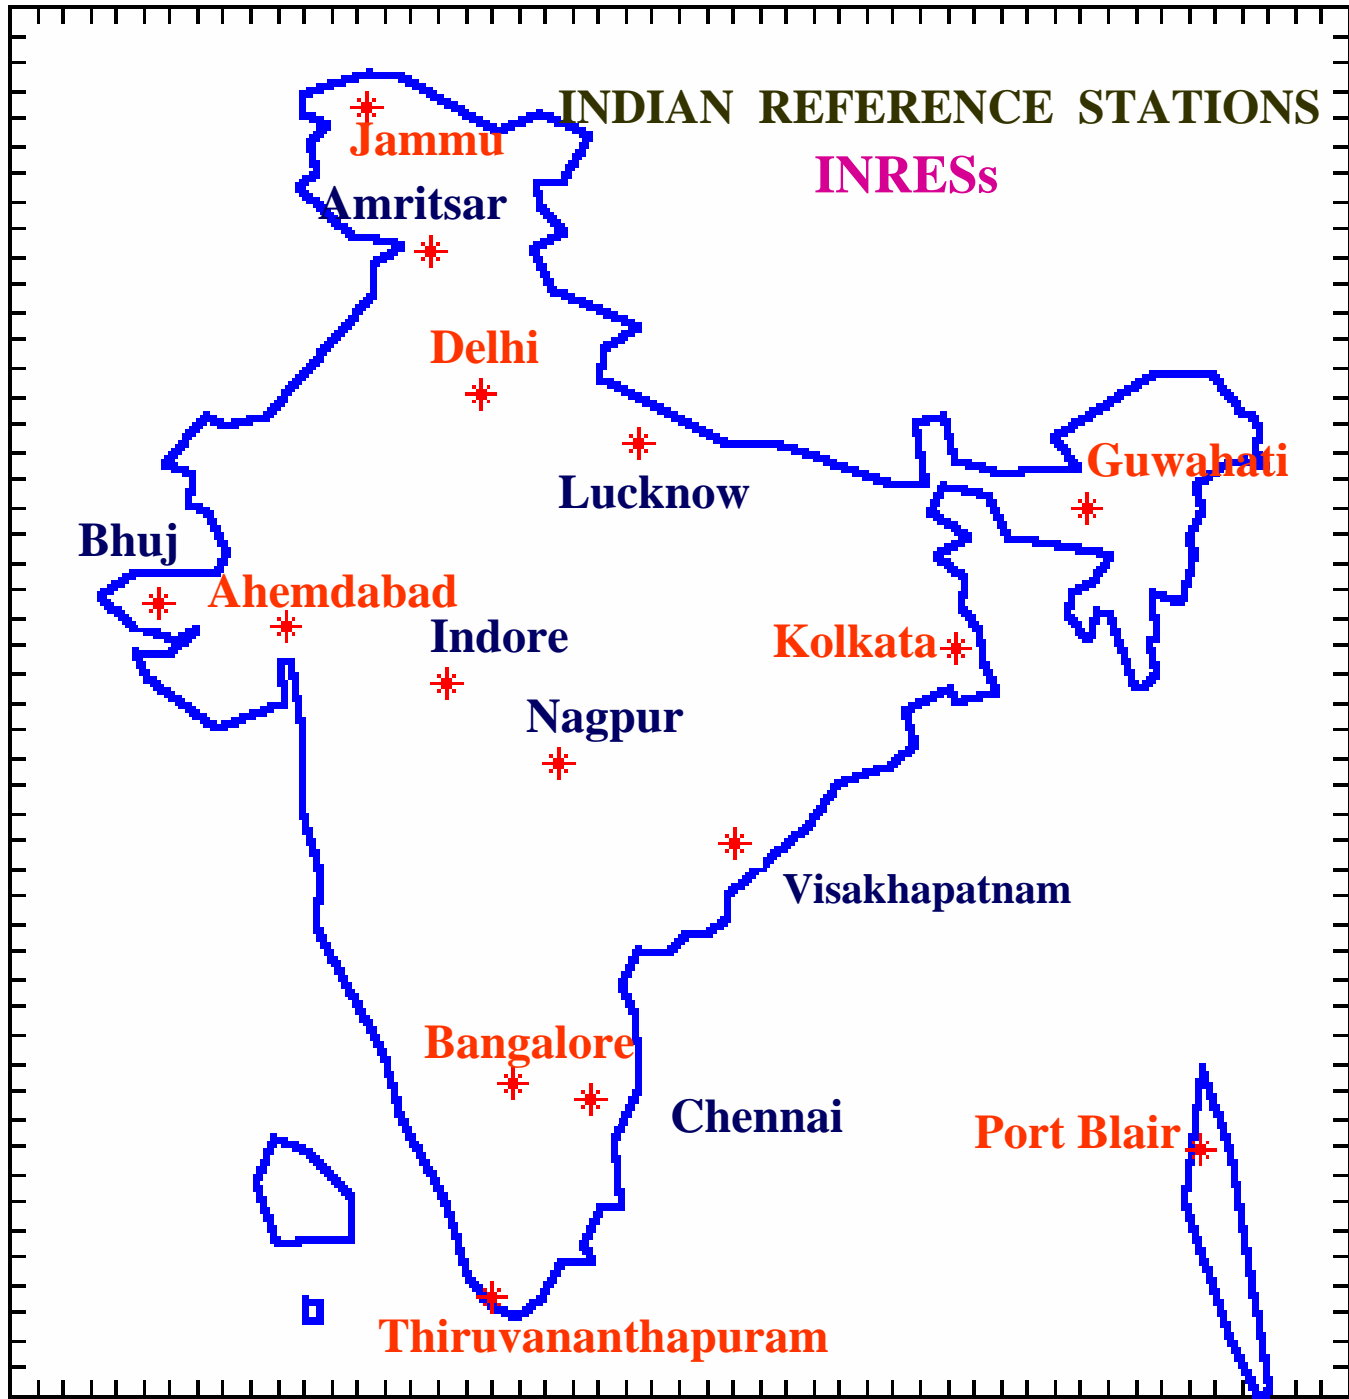 INDIAN REFERENCE STATIONS
Jammu
INRESs
Amritsar
Delhi
Guwahati
Lucknow
Bhuj
Ahemdabad
Indore
Kolkata
Nagpur
Visakhapatnam
Bangalore
Chennai
Port Blair
Thiruvananthapuram